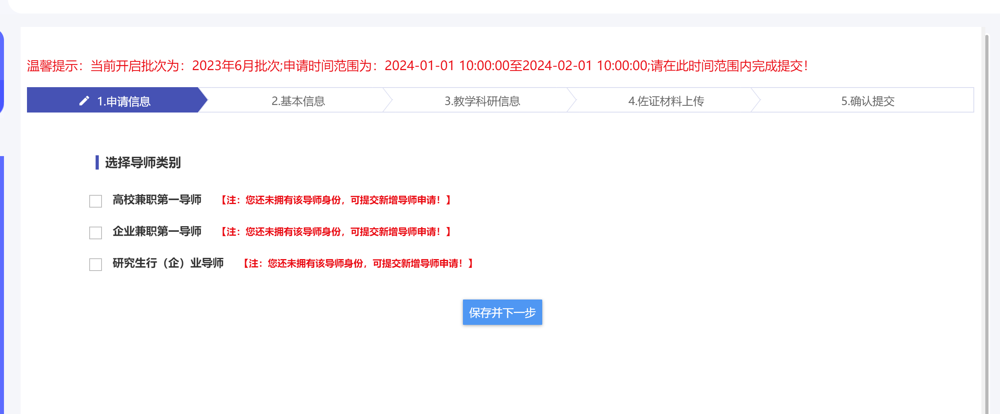 温馨提示：当前开启批次为：2023年6月批次;申请时间范围为：2024-01-01 10:00:00至2024-02-01 10:00:00;请在此时间范围内完成提交！
1.申请信息 2.基本信息 3.教学科研信息 4.佐证材料上传 5.确认提交
选择导师类别
高校兼职第一导师 【注：您还未拥有该导师身份，可提交新增导师申请！】
企业兼职第一导师 【注：您还未拥有该导师身份，可提交新增导师申请！】
研究生行（企）业导师 【注：您还未拥有该导师身份，可提交新增导师申请！】
保存并下一步